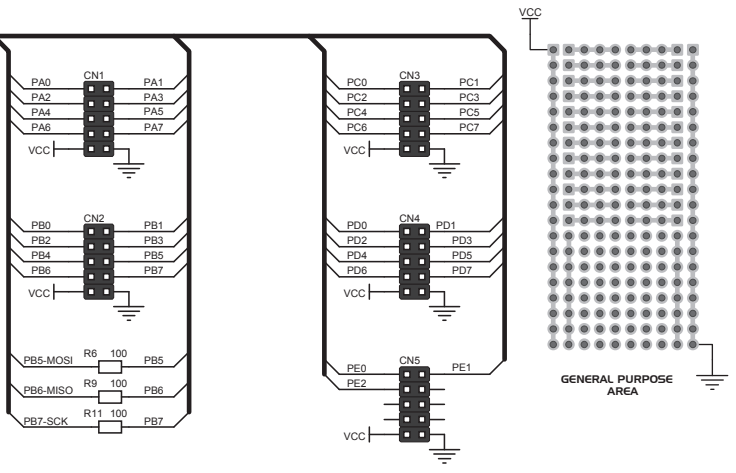 VCC
CN1
PA0 PA1
PA2 PA3
PA4 PA5
PA6 PA7
VCC
CN2
PB0 PB1
PB2 PB3
PB4 PB5
PB6 PB7
VCC
PB5-MOSI R6 100 PB5
PB6-MISO R9 100 PB6
PB7-SCK R11 100 PB7
CN3
PC0 PC1
PC2 PC3
PC4 PC5
PC6 PC7
VCC
CN4
PD0 PD1
PD2 PD3
PD4 PD5
PD6 PD7
VCC
CN5
PE0 PE1
PE2
VCC
GENERAL PURPOSE
AREA